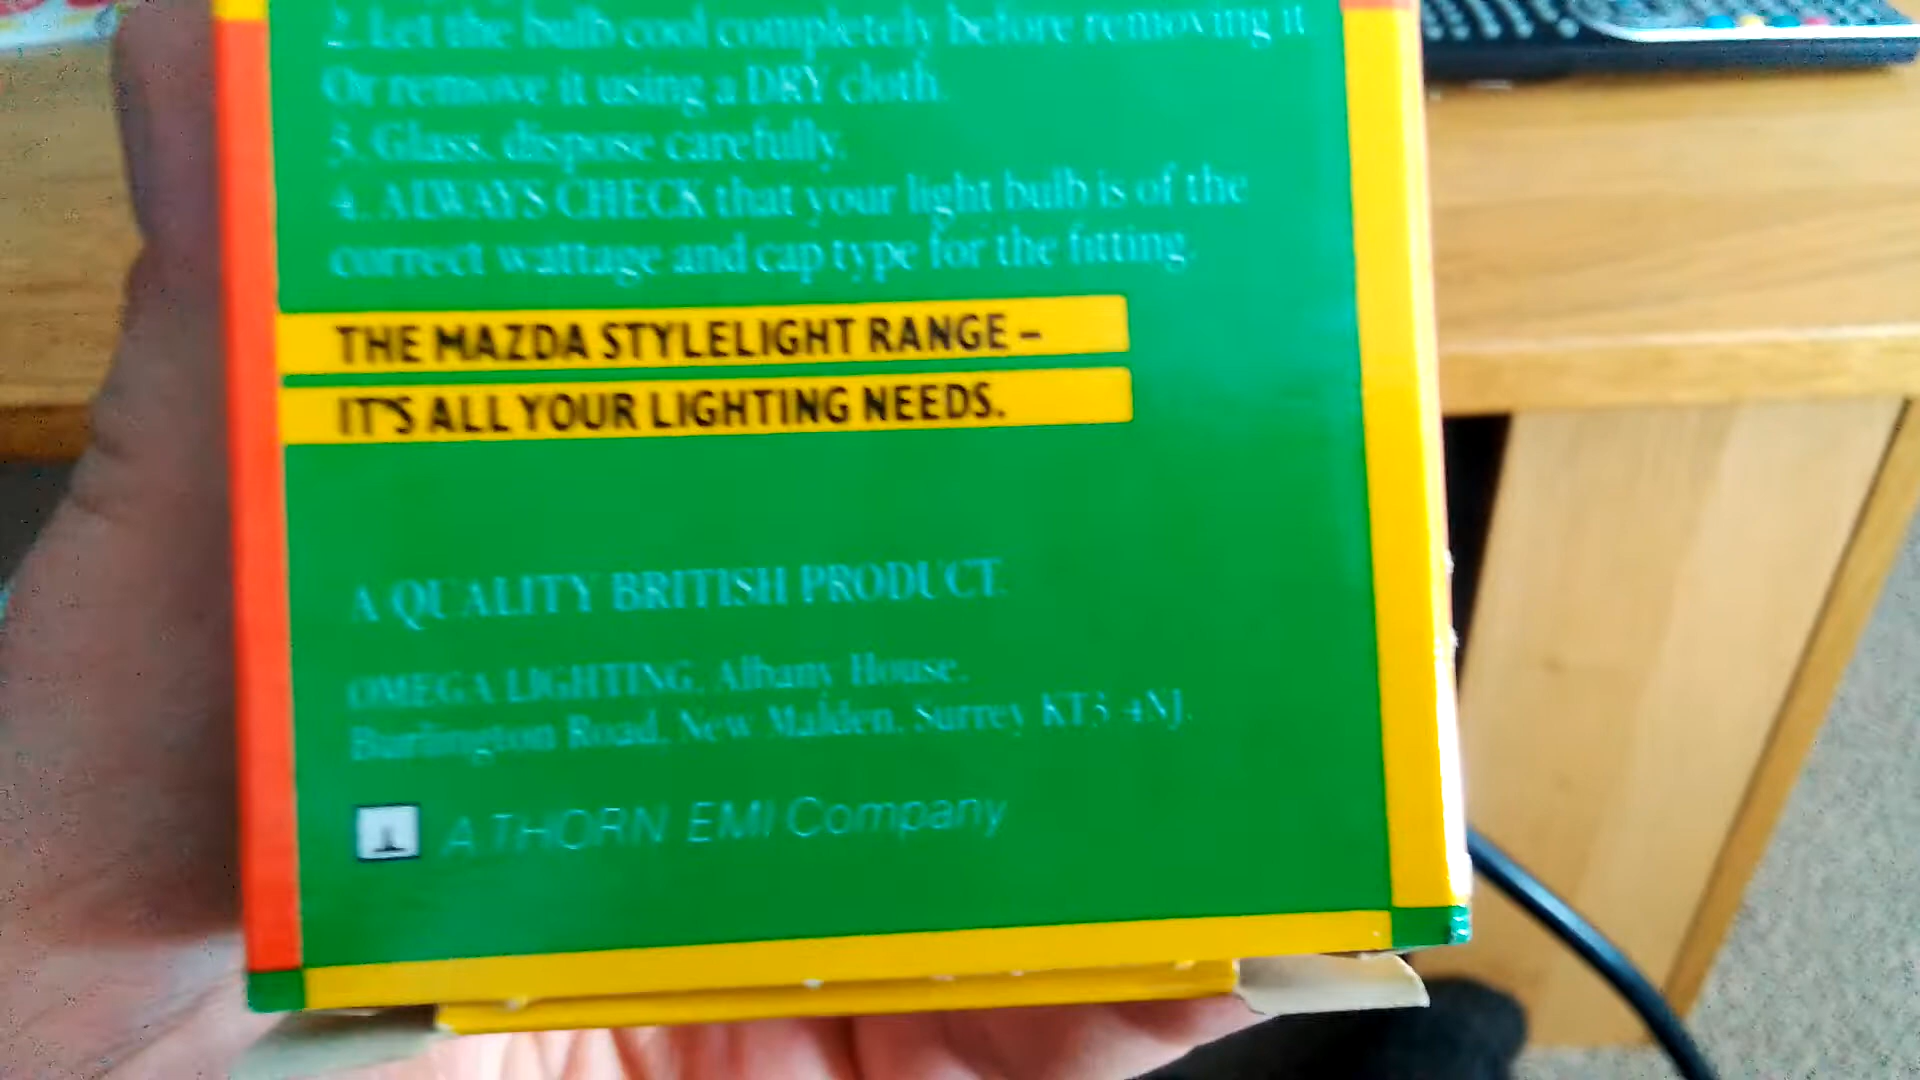 2. Let the bulb cool completely before removing it
Or remove it using a DRY cloth.
3. Glass, dispose carefully.
4. ALWAYS CHECK that your light bulb is of the
correct wattage and cap type for the fitting.
THE MAZDA STYLELIGHT RANGE –
IT'S ALL YOUR LIGHTING NEEDS.
A QUALITY BRITISH PRODUCT.
OMEGA LIGHTING, Albany House,
Burlington Road, New Malden, Surrey KT3 4NJ.
A THORN EMI Company